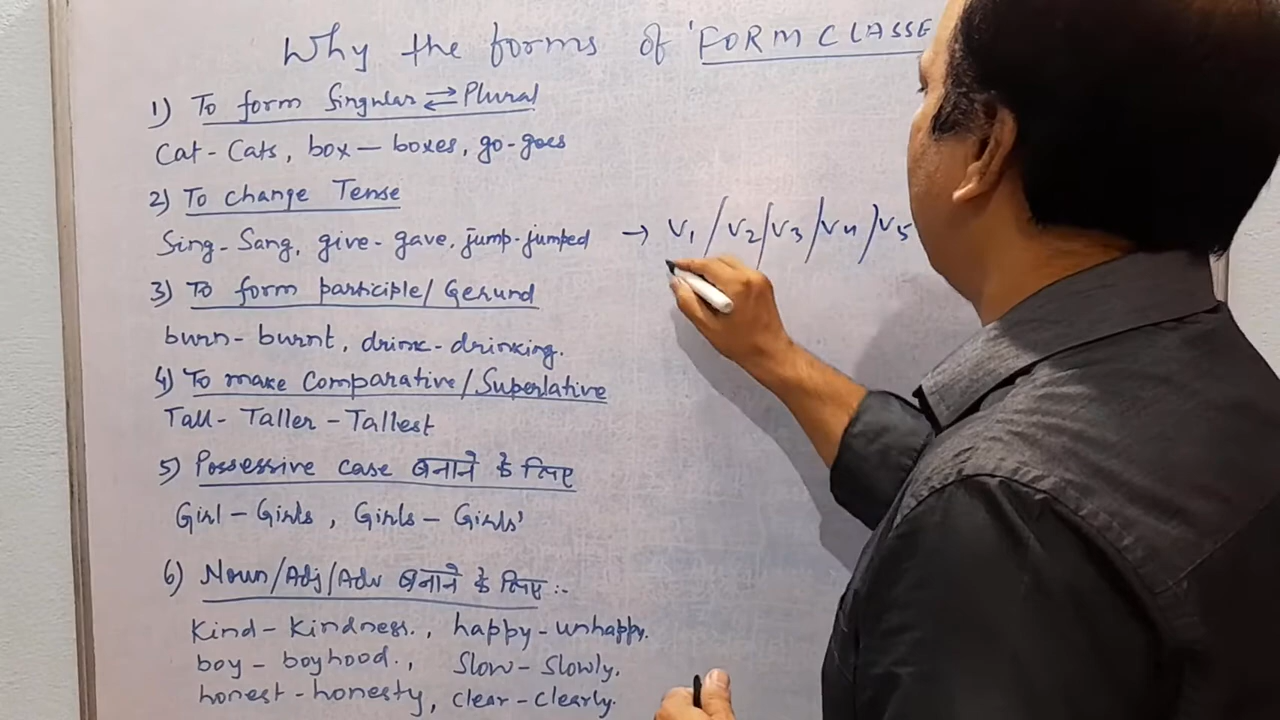 Why the forms of 'FORM CLASSE
1) To form Singular ⇄ Plural
Cat - Cats, box - boxes, go - goes
2) To change Tense
Sing - Sang, give - gave, jump - jumped → V1 / V2 / V3 / V4 / V5
3) To form participle / Gerund
burn - burnt, drink - drinking.
4) To make comparative / Superlative
Tall - Taller - Tallest
5) Possessive case बनाने के लिए
Girl - Girls, Girls - Girls'
6) Noun/Adj/Adv बनाने के लिए :-
Kind - Kindness., happy - unhappy.
boy - boyhood., Slow - Slowly.
honest - honesty, clear - clearly.